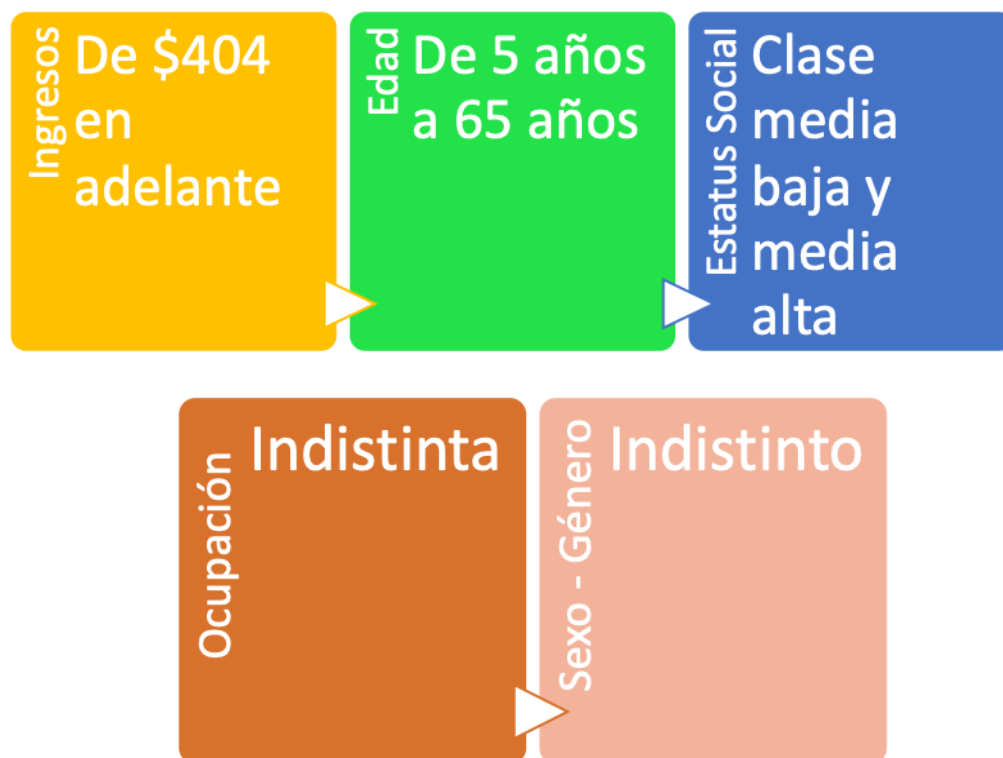 Ingresos
De $404
en
adelante
Edad
De 5 años
a 65 años
Estatus Social
Clase
media
baja y
media
alta
Ocupación
Indistinta
Sexo - Género
Indistinto